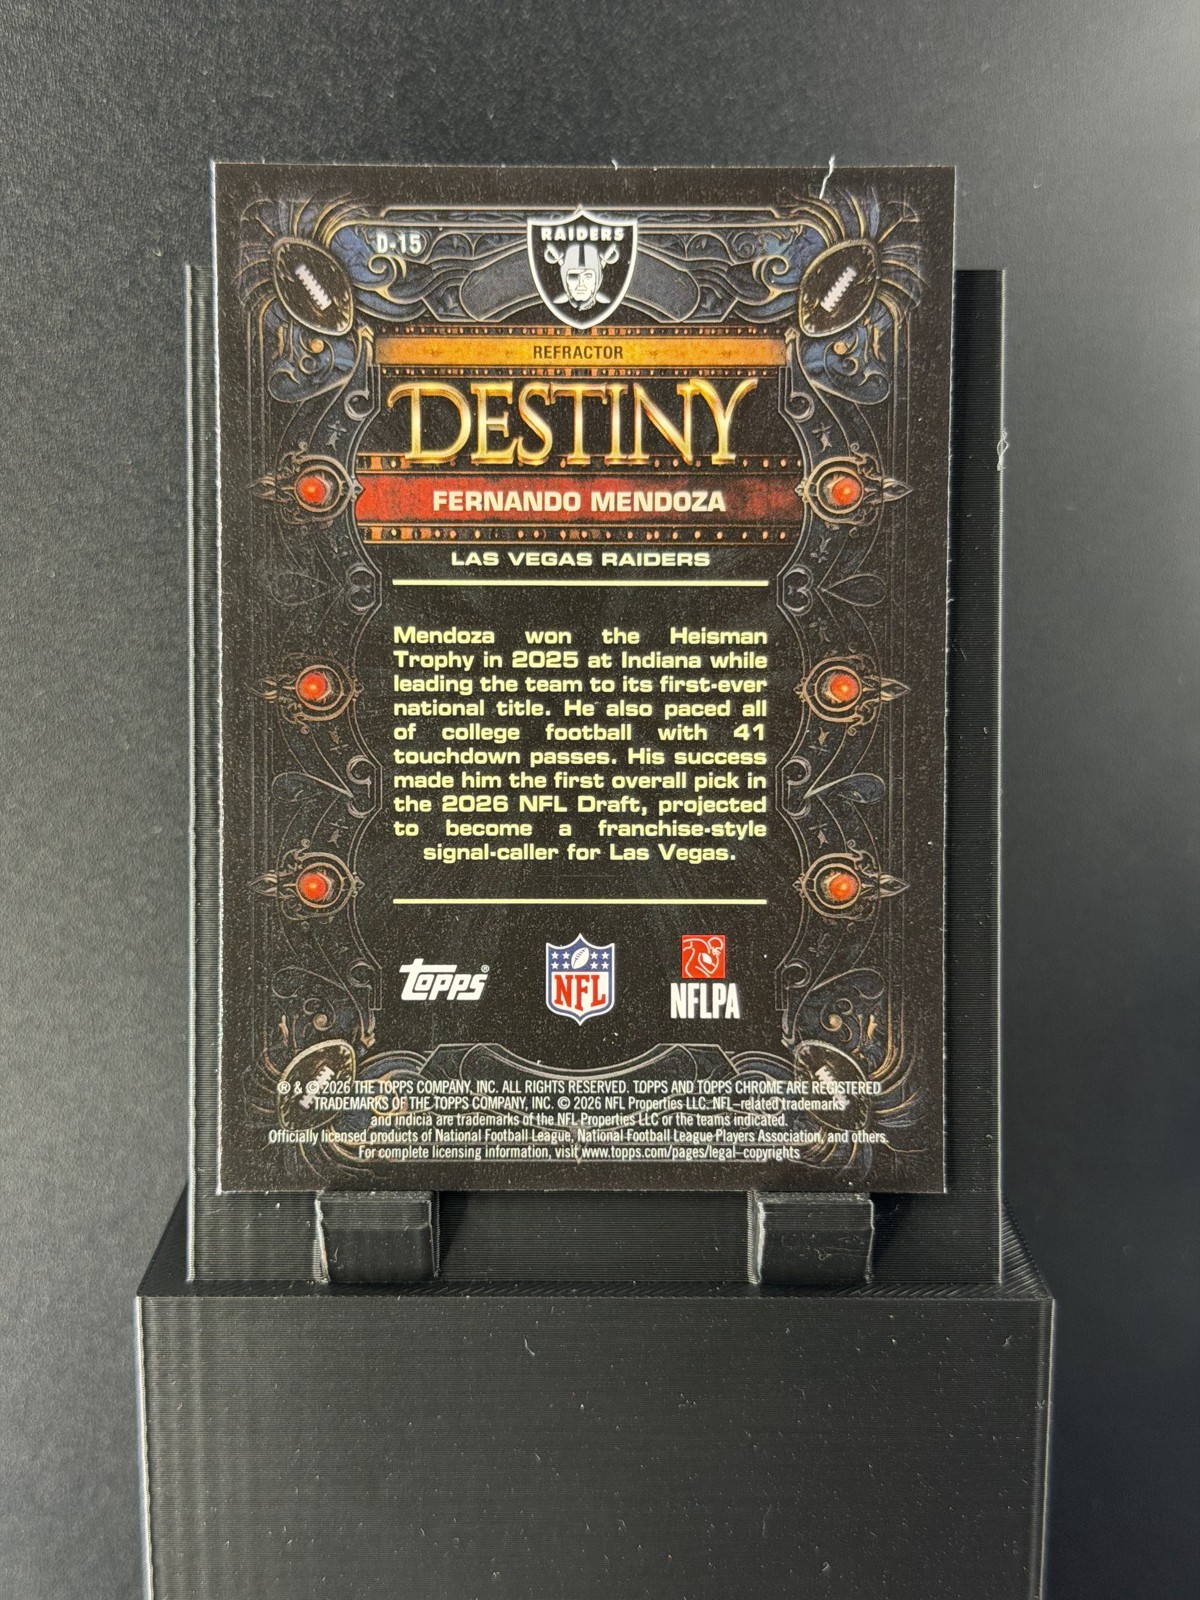 D-15
RAIDERS
REFRACTOR
DESTINY
FERNANDO MENDOZA
LAS VEGAS RAIDERS
Mendoza won the Heisman
Trophy in 2025 at Indiana while
leading the team to its first-ever
national title. He also paced all
of college football with 41
touchdown passes. His success
made him the first overall pick in
the 2026 NFL Draft, projected
to become a franchise-style
signal-caller for Las Vegas.
topps®
NFL
NFLPA
® & © 2026 THE TOPPS COMPANY, INC. ALL RIGHTS RESERVED. TOPPS AND TOPPS CHROME ARE REGISTERED
TRADEMARKS OF THE TOPPS COMPANY, INC. © 2026 NFL Properties LLC. NFL-related trademarks
and indicia are trademarks of the NFL Properties LLC or the teams indicated.
Officially licensed products of National Football League, National Football League Players Association, and others.
For complete licensing information, visit www.topps.com/pages/legal-copyrights